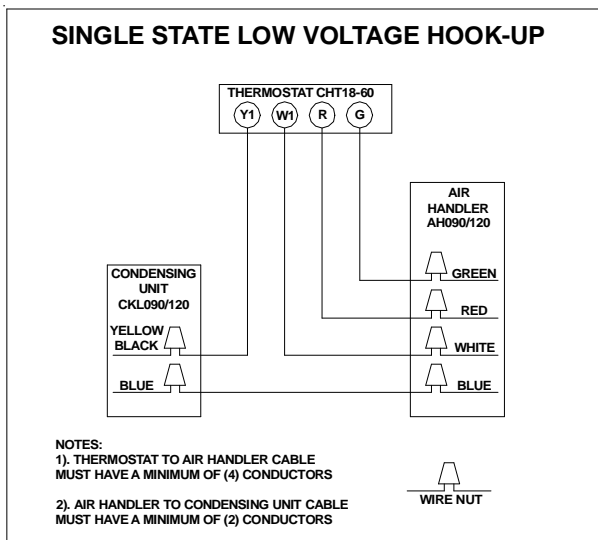 SINGLE STATE LOW VOLTAGE HOOK-UP
THERMOSTAT CHT18-60
Y1 W1 R G
AIR
HANDLER
AH090/120
GREEN
RED
WHITE
BLUE
CONDENSING
UNIT
CKL090/120
YELLOW
BLACK
BLUE
NOTES:
1). THERMOSTAT TO AIR HANDLER CABLE
MUST HAVE A MINIMUM OF (4) CONDUCTORS
2). AIR HANDLER TO CONDENSING UNIT CABLE
MUST HAVE A MINIMUM OF (2) CONDUCTORS
WIRE NUT